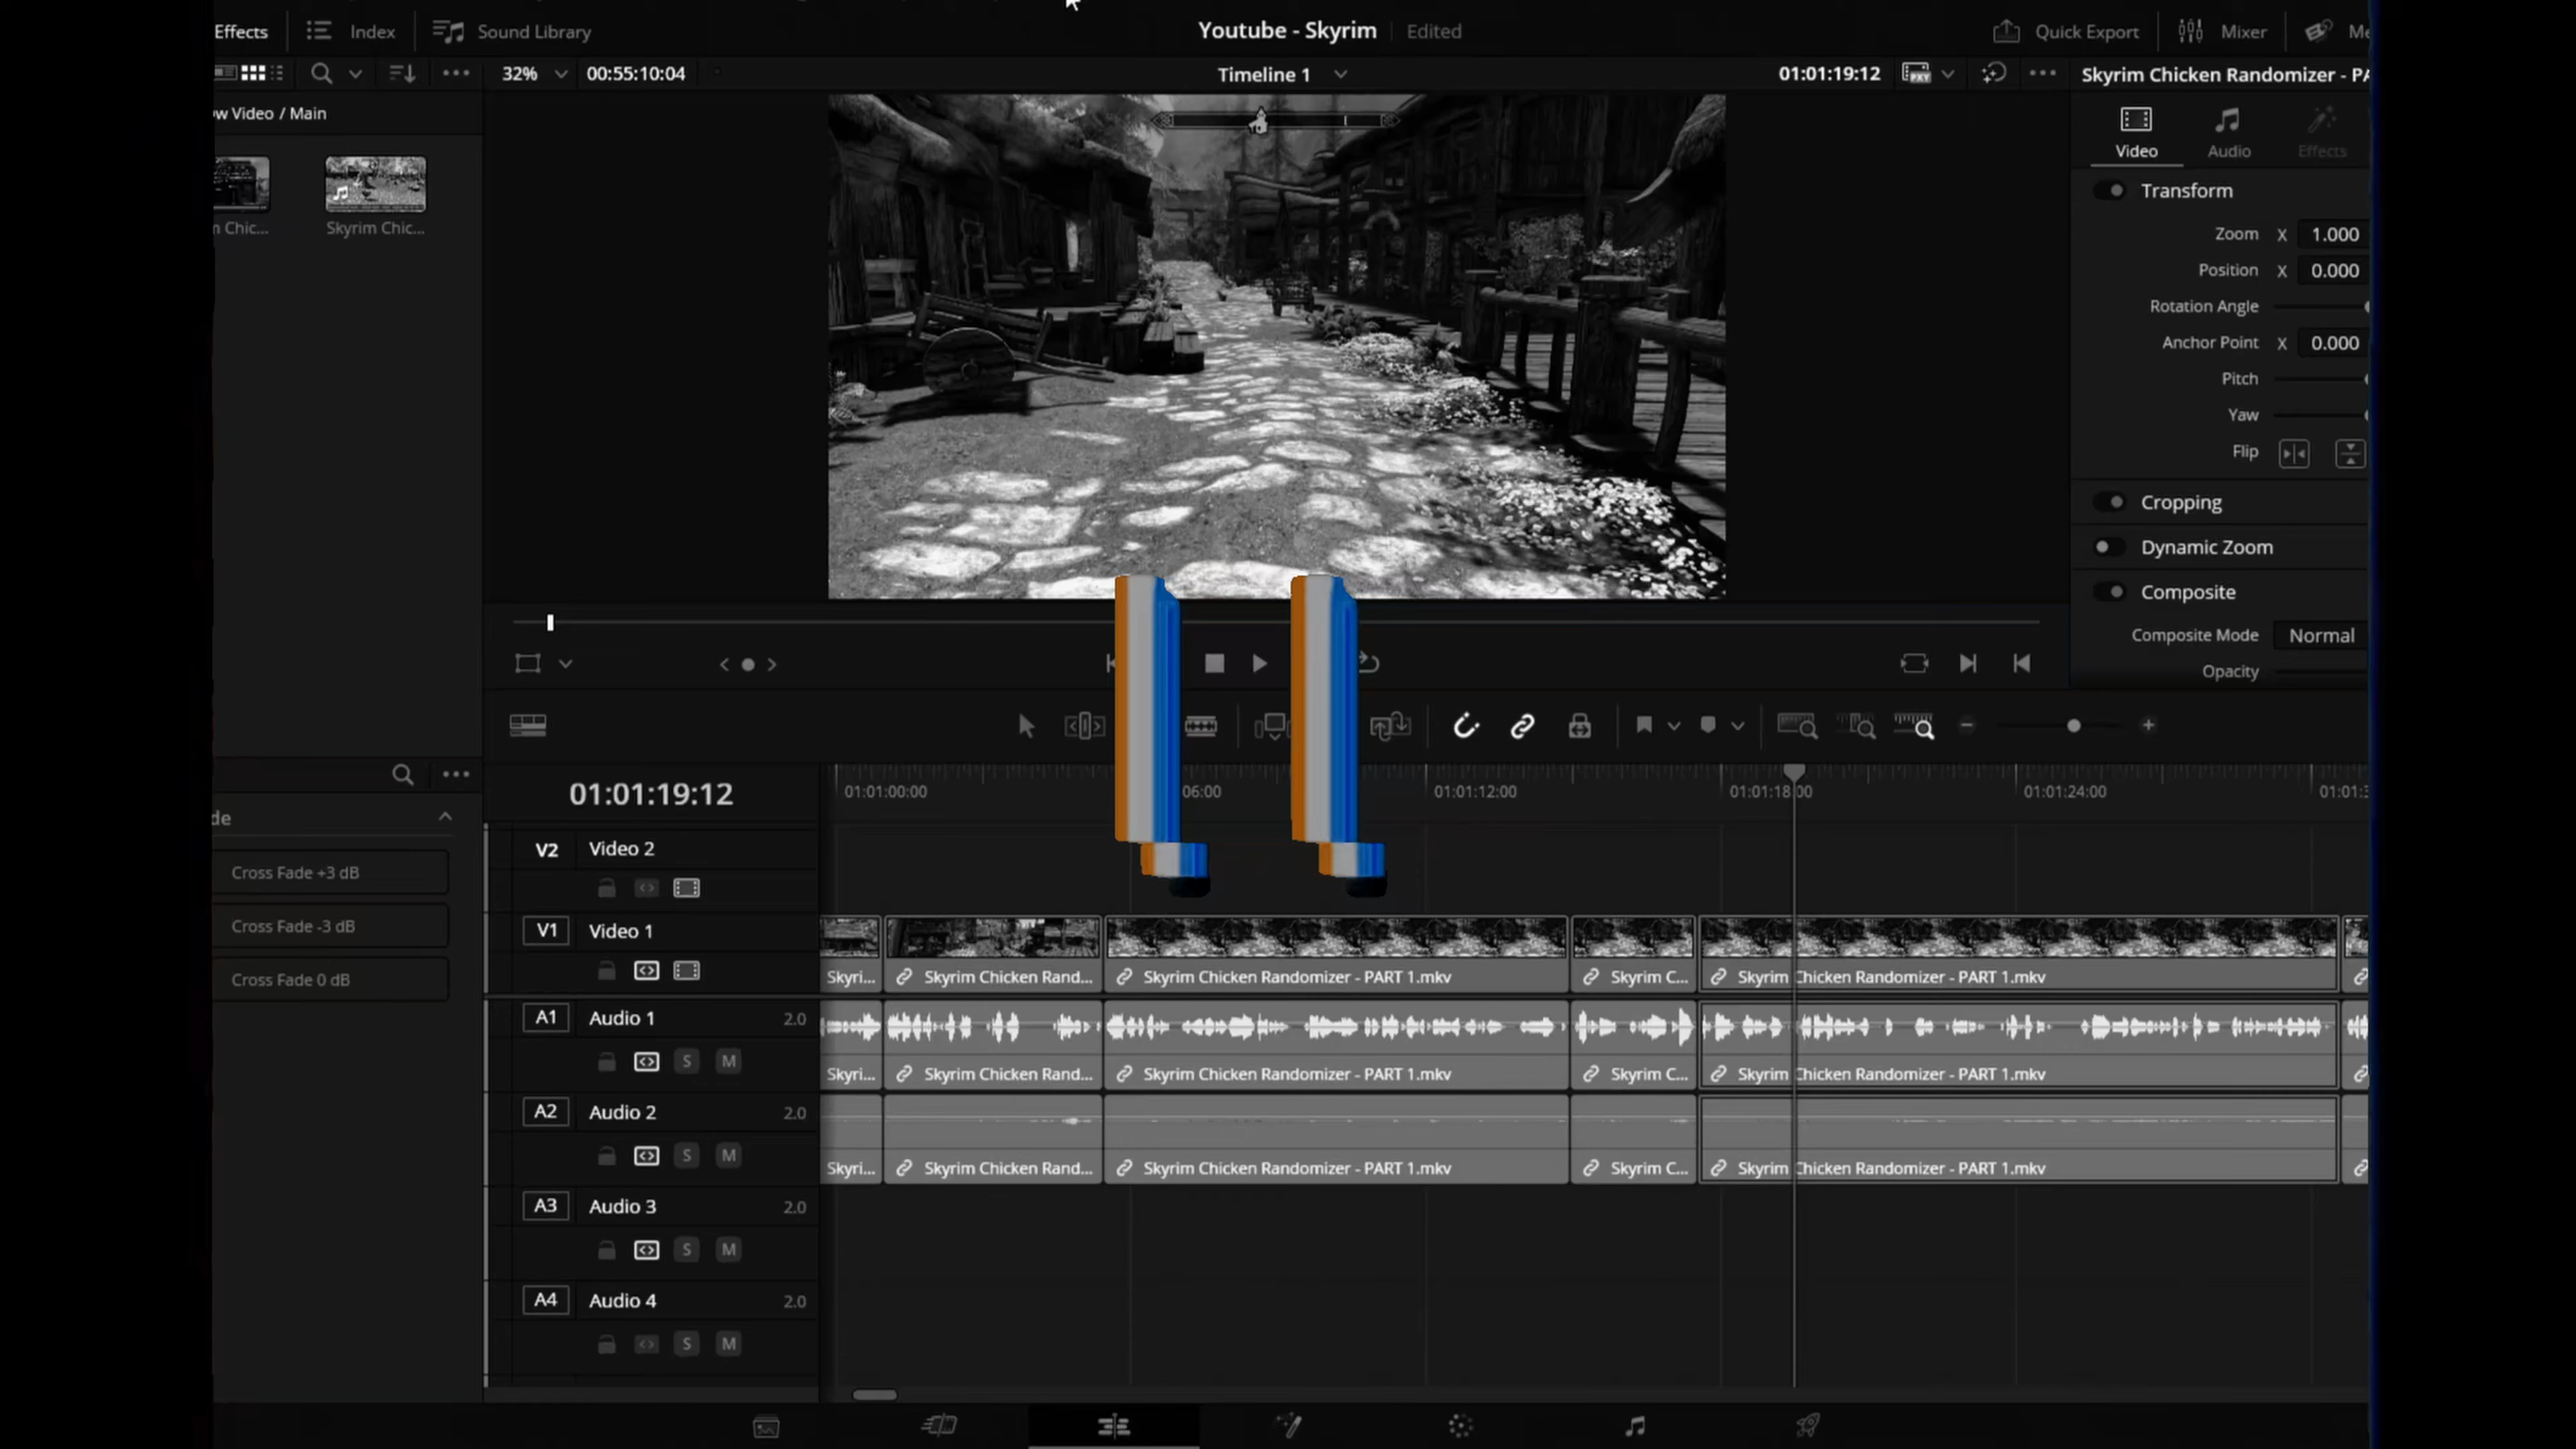 Effects
Index
Sound Library
Youtube - Skyrim
Edited
Quick Export
Mixer
32%
00:55:10:04
Timeline 1
01:01:19:12
Skyrim Chicken Randomizer - PA
ow Video / Main
m Chic...
Skyrim Chic...
Video
Audio
Effects
Transform
Zoom X 1.000
Position X 0.000
Rotation Angle
Anchor Point X 0.000
Pitch
Yaw
Flip
Cropping
Dynamic Zoom
Composite
Composite Mode Normal
Opacity
de
Cross Fade +3 dB
Cross Fade -3 dB
Cross Fade 0 dB
01:01:19:12
01:01:00:00
06:00
01:01:12:00
01:01:18:00
01:01:24:00
01:01:3
V2 Video 2
V1 Video 1
Skyri...
Skyrim Chicken Rand...
Skyrim Chicken Randomizer - PART 1.mkv
Skyrim C...
Skyrim Chicken Randomizer - PART 1.mkv
A1 Audio 1 2.0
S M
Skyri...
Skyrim Chicken Rand...
Skyrim Chicken Randomizer - PART 1.mkv
Skyrim C...
Skyrim Chicken Randomizer - PART 1.mkv
A2 Audio 2 2.0
S M
Skyri...
Skyrim Chicken Rand...
Skyrim Chicken Randomizer - PART 1.mkv
Skyrim C...
Skyrim Chicken Randomizer - PART 1.mkv
A3 Audio 3 2.0
S M
A4 Audio 4 2.0
S M